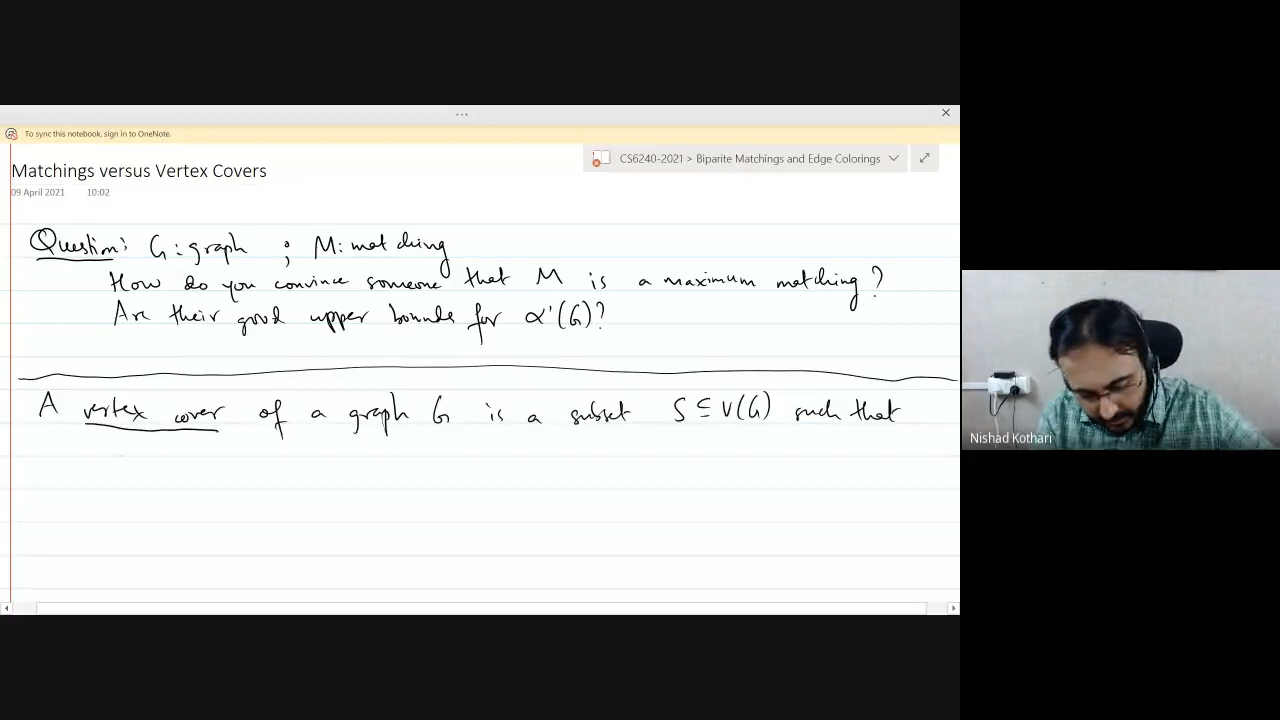 To sync this notebook, sign in to OneNote.
CS6240-2021 > Biparite Matchings and Edge Colorings
Matchings versus Vertex Covers
09 April 2021 10:02
Question: G: graph ; M: matching
How do you convince someone that M is a maximum matching?
Are their good upper bounds for α'(G)?
A vertex cover of a graph G is a subset S ⊆ V(G) such that
Nishad Kothari